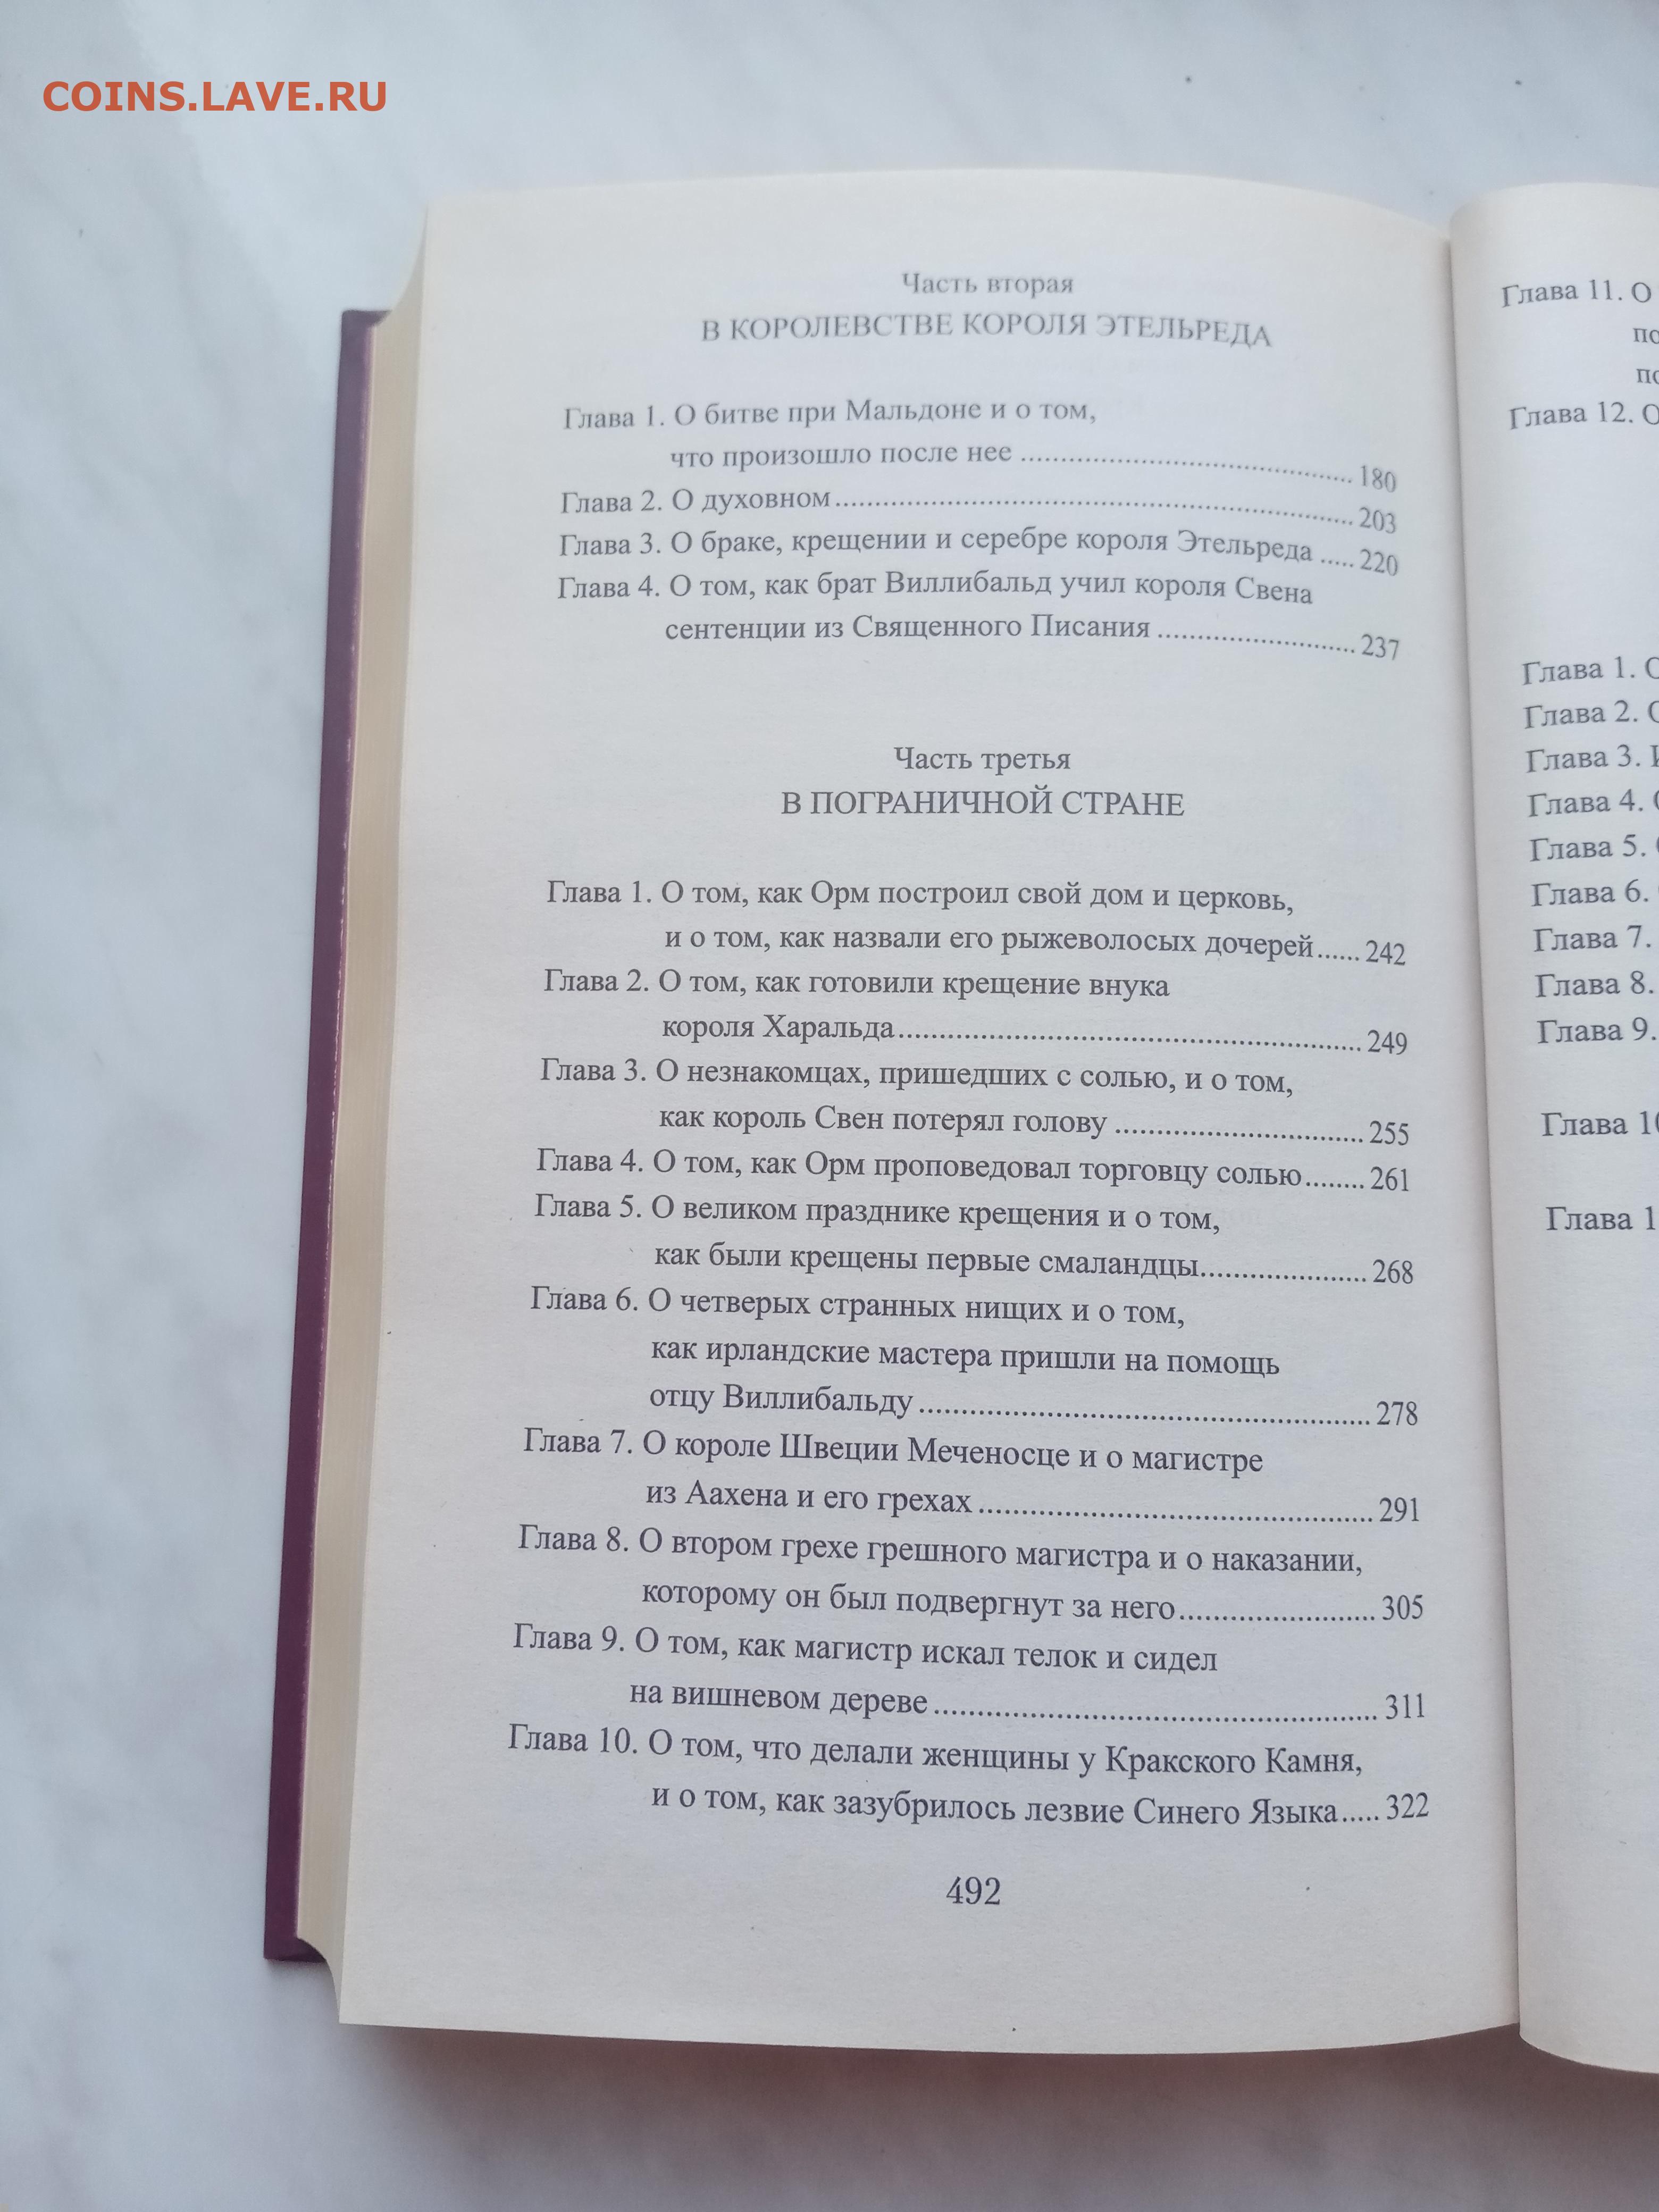 COINS.LAVE.RU
Часть вторая
В КОРОЛЕВСТВЕ КОРОЛЯ ЭТЕЛЬРЕДА
Глава 1. О битве при Мальдоне и о том,
что произошло после нее ........................................ 180
Глава 2. О духовном ........................................ 203
Глава 3. О браке, крещении и серебре короля Этельреда ..... 220
Глава 4. О том, как брат Виллибальд учил короля Свена
сентенции из Священного Писания ........................ 237
Часть третья
В ПОГРАНИЧНОЙ СТРАНЕ
Глава 1. О том, как Орм построил свой дом и церковь,
и о том, как назвали его рыжеволосых дочерей...... 242
Глава 2. О том, как готовили крещение внука
короля Харальда........................................ 249
Глава 3. О незнакомцах, пришедших с солью, и о том,
как король Свен потерял голову .............................. 255
Глава 4. О том, как Орм проповедовал торговцу солью........ 261
Глава 5. О великом празднике крещения и о том,
как были крещены первые смаландцы..................... 268
Глава 6. О четверых странных нищих и о том,
как ирландские мастера пришли на помощь
отцу Виллибальду ........................................ 278
Глава 7. О короле Швеции Меченосце и о магистре
из Аахена и его грехах ........................................ 291
Глава 8. О втором грехе грешного магистра и о наказании,
которому он был подвергнут за него........................ 305
Глава 9. О том, как магистр искал телок и сидел
на вишневом дереве ........................................ 311
Глава 10. О том, что делали женщины у Кракского Камня,
и о том, как зазубрилось лезвие Синего Языка..... 322
492
Глава 11. О
Глава 12. О
Глава 1.
Глава 2.
Глава 3.
Глава 4.
Глава 5.
Глава 6.
Глава 7.
Глава 8.
Глава 9.
Глава 10
Глава 1